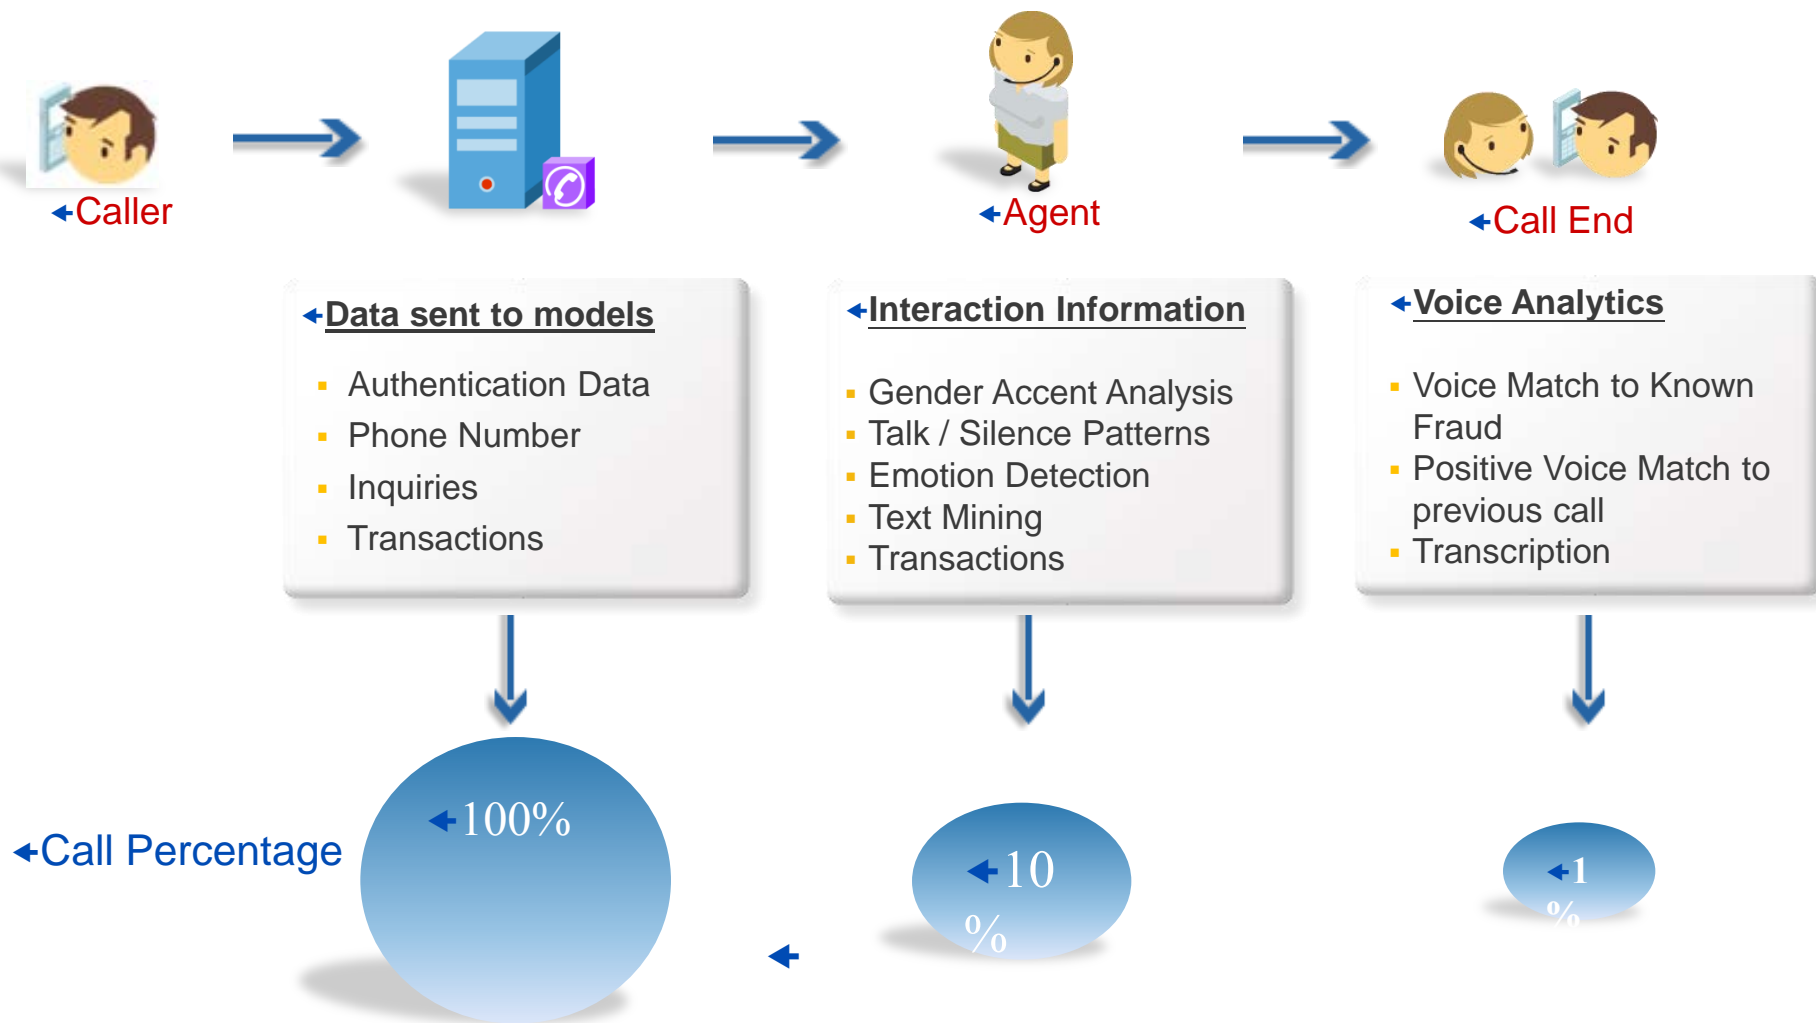 Caller
Agent
Call End
Data sent to models
Authentication Data
Phone Number
Inquiries
Transactions
Interaction Information
Gender Accent Analysis
Talk / Silence Patterns
Emotion Detection
Text Mining
Transactions
Voice Analytics
Voice Match to Known
Fraud
Positive Voice Match to
previous call
Transcription
Call Percentage
100%
10
%
1
%